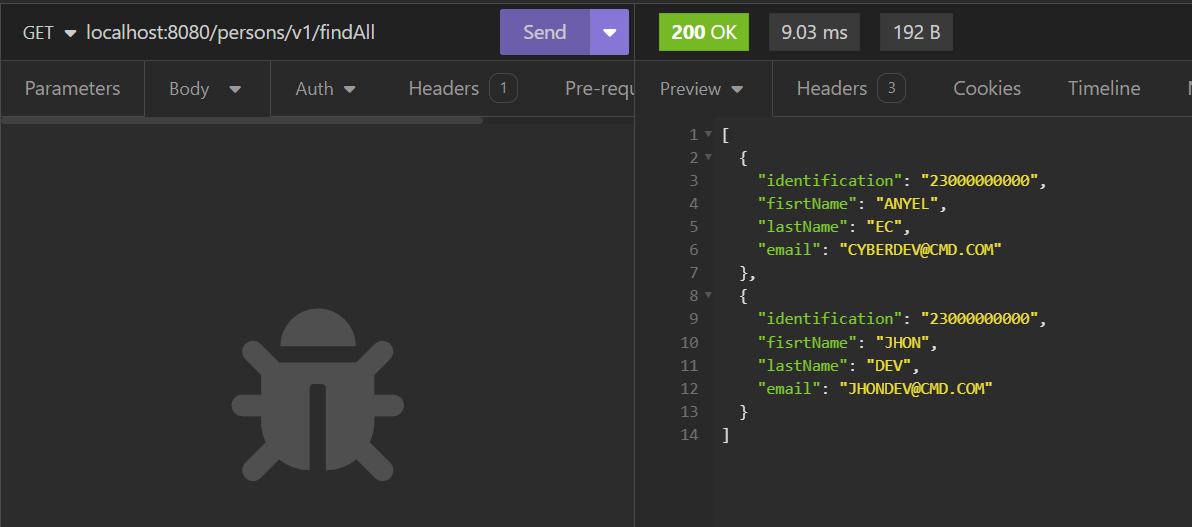 GET localhost:8080/persons/v1/findAll Send 200 OK 9.03 ms 192 B
Parameters Body Auth Headers 1 Pre-requ Preview Headers 3 Cookies Timeline
1 [
2 {
3 "identification": "23000000000",
4 "fisrtName": "ANYEL",
5 "lastName": "EC",
6 "email": "CYBERDEV@CMD.COM"
7 },
8 {
9 "identification": "23000000000",
10 "fisrtName": "JHON",
11 "lastName": "DEV",
12 "email": "JHONDEV@CMD.COM"
13 }
14 ]